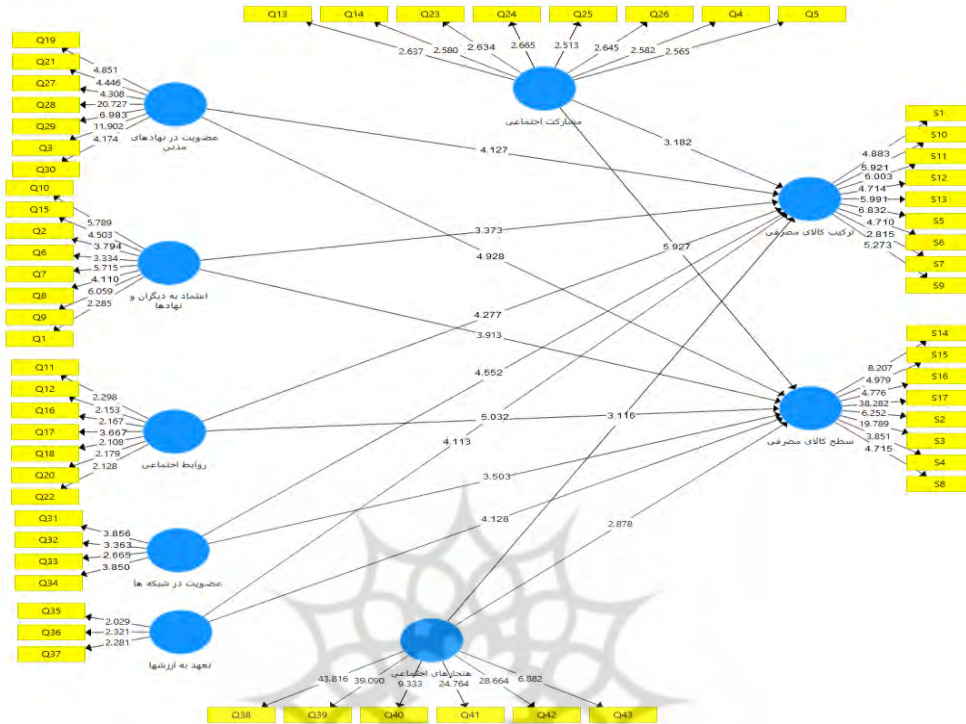 Q13 Q14 Q23 Q24 Q25 Q26 Q4 Q5
2.637 2.580 2.634 2.665 2.513 2.645 2.582 2.565
مشارکت اجتماعی
Q19
Q21
Q27
Q28
Q29
Q3
Q30
4.851
4.446
4.308
20.727
6.983
11.902
4.174
عضویت در نهادهای
مدنی
Q10
Q15
Q2
Q6
Q7
Q8
Q9
Q1
5.789
4.503
3.794
3.334
5.715
4.110
6.059
2.285
اعتماد به دیگران و
نهادها
Q11
Q12
Q16
Q17
Q18
Q20
Q22
2.298
2.153
2.167
3.667
2.108
2.179
2.128
روابط اجتماعی
Q31
Q32
Q33
Q34
3.856
3.363
2.665
3.850
عضویت در شبکه ها
Q35
Q36
Q37
2.029
2.321
2.281
تعهد به ارزشها
4.127
3.182
3.373
5.927
4.928
4.277
3.913
4.552
5.032
3.116
4.113
3.503
4.128
2.878
S1
S10
S11
S12
S13
S5
S6
S7
S9
4.883
5.921
6.003
4.714
5.991
6.832
4.710
2.815
5.273
ترکیب کالای مصرفی
S14
S15
S16
S17
S2
S3
S4
S8
8.207
4.979
4.776
38.282
6.252
19.789
3.851
4.715
سطح کالای مصرفی
هنجارهای اجتماعی
43.816 39.090 9.333 24.764 28.664 6.882
Q38 Q39 Q40 Q41 Q42 Q43